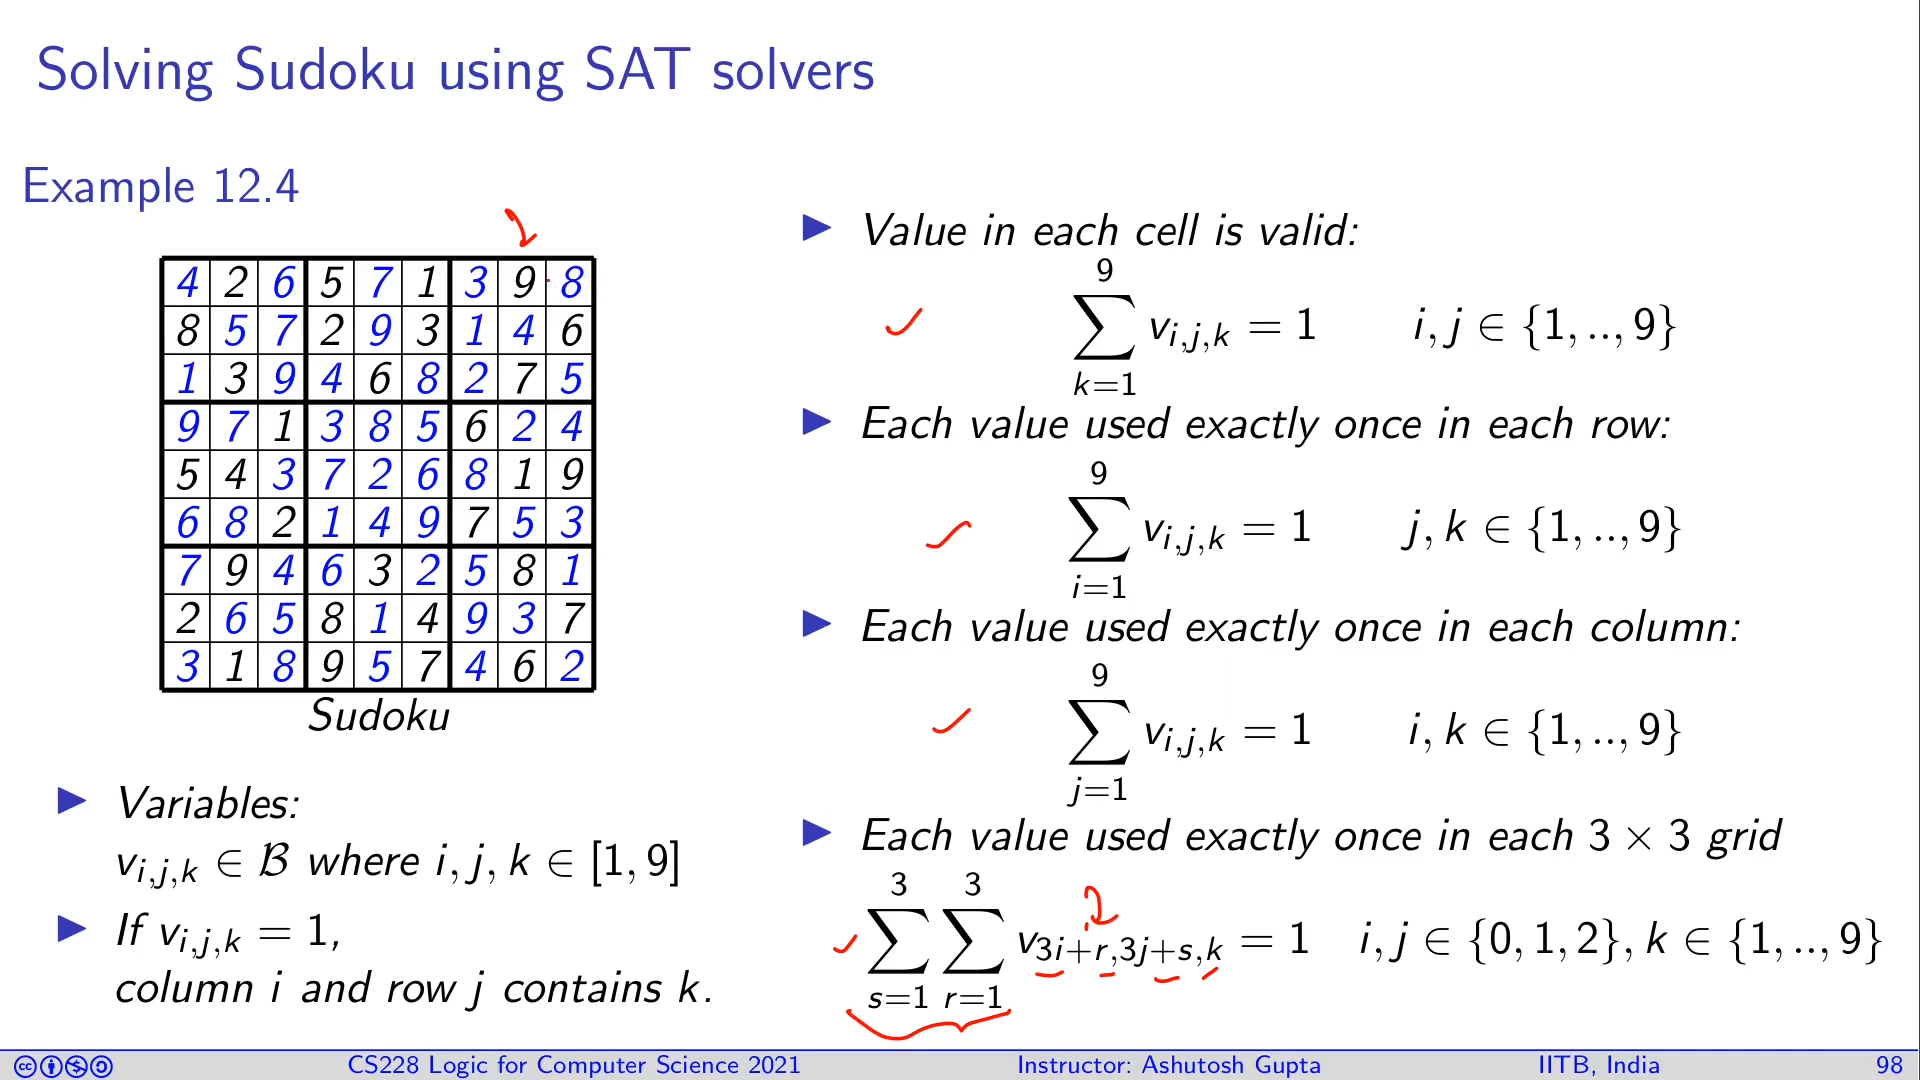 Solving Sudoku using SAT solvers
Example 12.4
4 2 6 5 7 1 3 9 8
8 5 7 2 9 3 1 4 6
1 3 9 4 6 8 2 7 5
9 7 1 3 8 5 6 2 4
5 4 3 7 2 6 8 1 9
6 8 2 1 4 9 7 5 3
7 9 4 6 3 2 5 8 1
2 6 5 8 1 4 9 3 7
3 1 8 9 5 7 4 6 2
Sudoku
▶ Variables:
v_{i,j,k} ∈ ℬ where i, j, k ∈ [1, 9]
▶ If v_{i,j,k} = 1,
column i and row j contains k.
▶ Value in each cell is valid:
∑_{k=1}^{9} v_{i,j,k} = 1 i, j ∈ {1, .., 9}
▶ Each value used exactly once in each row:
∑_{i=1}^{9} v_{i,j,k} = 1 j, k ∈ {1, .., 9}
▶ Each value used exactly once in each column:
∑_{j=1}^{9} v_{i,j,k} = 1 i, k ∈ {1, .., 9}
▶ Each value used exactly once in each 3 × 3 grid
∑_{s=1}^{3} ∑_{r=1}^{3} v_{3i+r,3j+s,k} = 1 i, j ∈ {0, 1, 2}, k ∈ {1, .., 9}
CS228 Logic for Computer Science 2021 Instructor: Ashutosh Gupta IITB, India 98